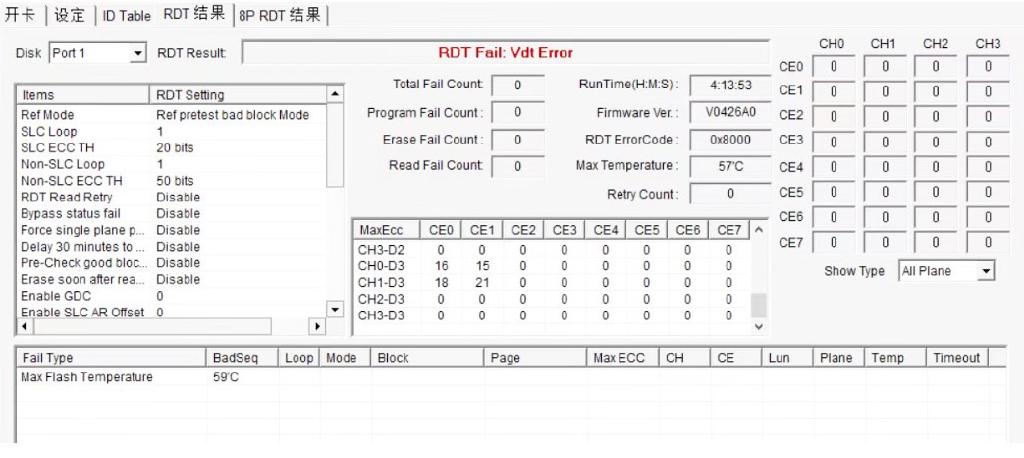 开卡 设定 ID Table RDT 结果 8P RDT 结果
Disk Port 1 RDT Result: RDT Fail: Vdt Error
Items RDT Setting
Ref Mode Ref pretest bad block Mode
SLC Loop 1
SLC ECC TH 20 bits
Non-SLC Loop 1
Non-SLC ECC TH 50 bits
RDT Read Retry Disable
Bypass status fail Disable
Force single plane p... Disable
Delay 30 minutes to ... Disable
Pre-Check good bloc... Disable
Erase soon after rea... Disable
Enable GDC 0
Enable SLC AR Offset 0
Total Fail Count: 0
Program Fail Count : 0
Erase Fail Count : 0
Read Fail Count: 0
RunTime(H:M:S) : 4:13:53
Firmware Ver. : V0426A0
RDT ErrorCode : 0x8000
Max Temperature : 57'C
Retry Count : 0
MaxEcc CE0 CE1 CE2 CE3 CE4 CE5 CE6 CE7
CH3-D2 0 0 0 0 0 0 0 0
CH0-D3 16 15 0 0 0 0 0 0
CH1-D3 18 21 0 0 0 0 0 0
CH2-D3 0 0 0 0 0 0 0 0
CH3-D3 0 0 0 0 0 0 0 0
CH0 CH1 CH2 CH3
CE0 0 0 0 0
CE1 0 0 0 0
CE2 0 0 0 0
CE3 0 0 0 0
CE4 0 0 0 0
CE5 0 0 0 0
CE6 0 0 0 0
CE7 0 0 0 0
Show Type All Plane
Fail Type BadSeq Loop Mode Block Page Max ECC CH CE Lun Plane Temp Timeout
Max Flash Temperature 59'C